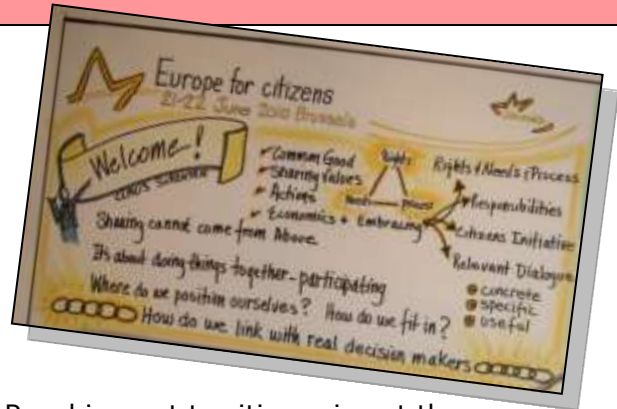 Europe for citizens
21-22 June 2010 Brussels
Welcome!
Common Good
Sharing Values
Actions
Economics + Embracing
Rights
Needs
Process
Rights & Needs & Process
Responsibilities
Citizens Initiative
Relevant Dialogue
concrete
specific
useful
Sharing cannot come from Above
It's about doing things together - participating
Where do we position ourselves? How do we fit in?
How do we link with real decision makers